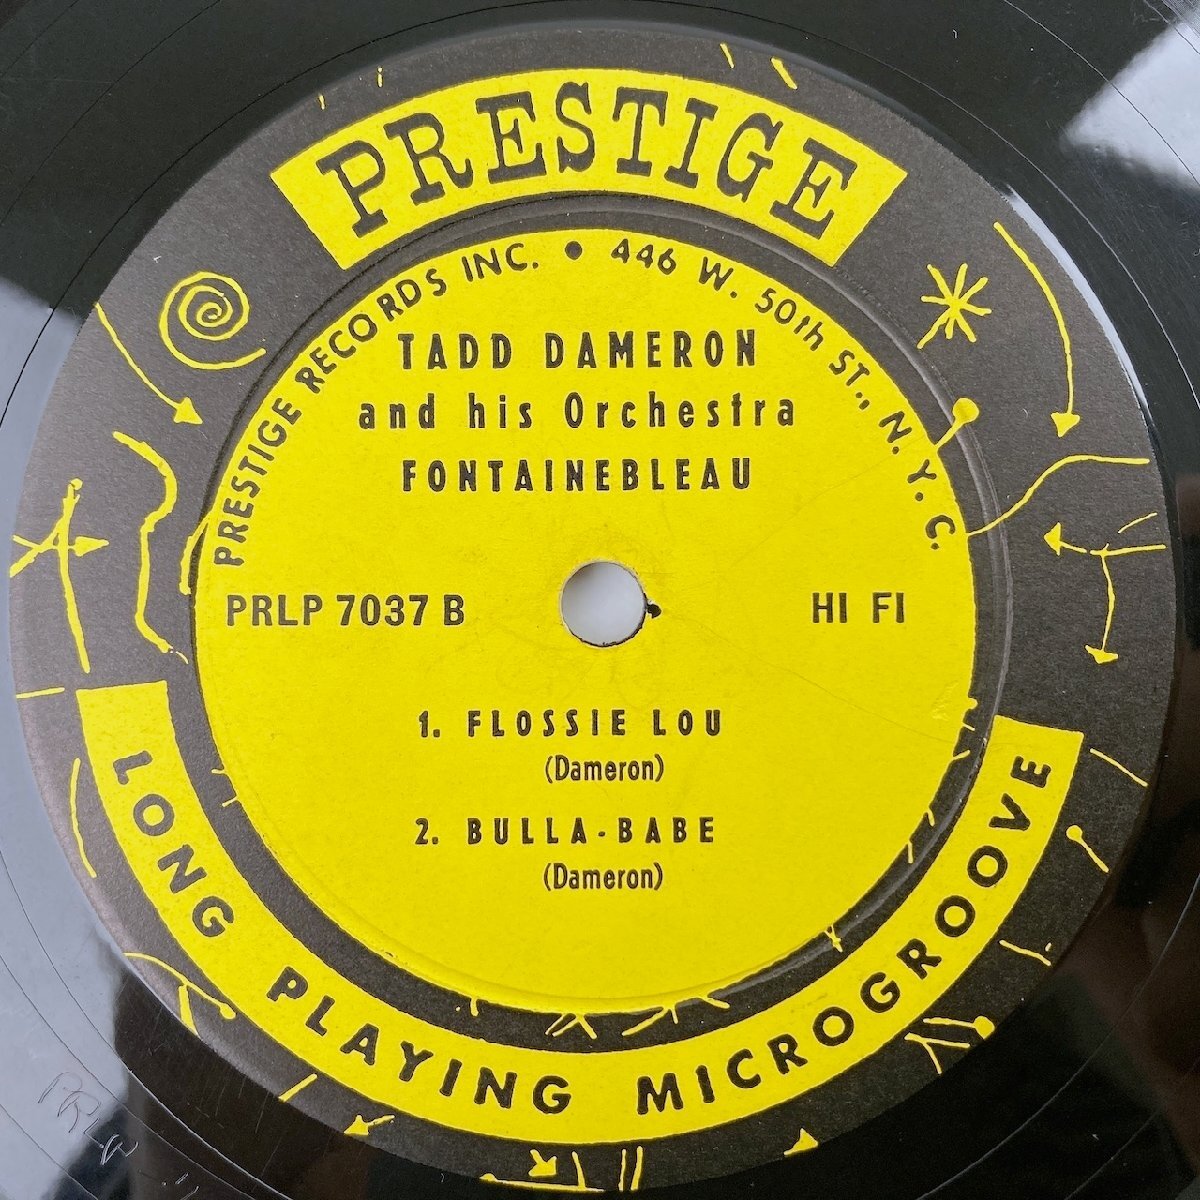 PRESTIGE
PRESTIGE RECORDS INC. • 446 W. 50th ST., N.Y.C.
TADD DAMERON
and his Orchestra
FONTAINEBLEAU
PRLP 7037 B
HI FI
1. FLOSSIE LOU
(Dameron)
2. BULLA-BABE
(Dameron)
LONG PLAYING MICROGROOVE